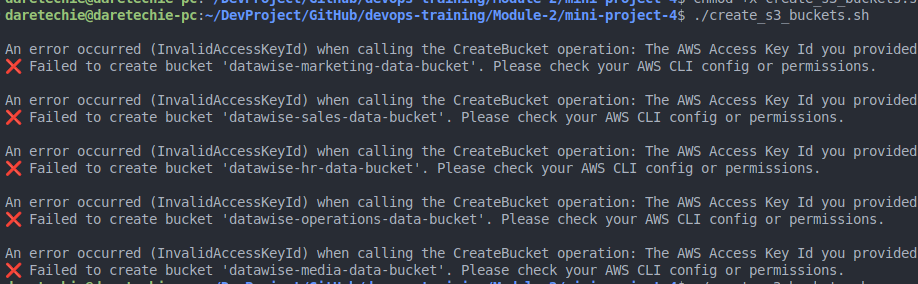 daretechie@daretechie-pc:~/DevProject/GitHub/devops-training/Module-2/mini-project-4$ chmod +x create_s3_buckets.sh
daretechie@daretechie-pc:~/DevProject/GitHub/devops-training/Module-2/mini-project-4$ ./create_s3_buckets.sh
An error occurred (InvalidAccessKeyId) when calling the CreateBucket operation: The AWS Access Key Id you provided
❌ Failed to create bucket 'datawise-marketing-data-bucket'. Please check your AWS CLI config or permissions.
An error occurred (InvalidAccessKeyId) when calling the CreateBucket operation: The AWS Access Key Id you provided
❌ Failed to create bucket 'datawise-sales-data-bucket'. Please check your AWS CLI config or permissions.
An error occurred (InvalidAccessKeyId) when calling the CreateBucket operation: The AWS Access Key Id you provided
❌ Failed to create bucket 'datawise-hr-data-bucket'. Please check your AWS CLI config or permissions.
An error occurred (InvalidAccessKeyId) when calling the CreateBucket operation: The AWS Access Key Id you provided
❌ Failed to create bucket 'datawise-operations-data-bucket'. Please check your AWS CLI config or permissions.
An error occurred (InvalidAccessKeyId) when calling the CreateBucket operation: The AWS Access Key Id you provided
❌ Failed to create bucket 'datawise-media-data-bucket'. Please check your AWS CLI config or permissions.